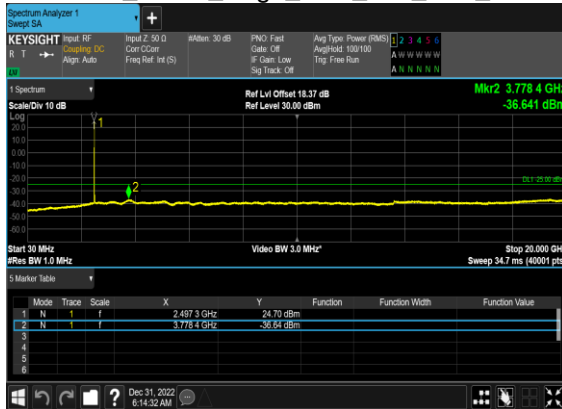 Spectrum Analyzer 1
Swept SA
KEYSIGHT Input: RF Input Z: 50 Ω #Atten: 30 dB PNO: Fast Avg Type: Power (RMS) 1 2 3 4 5 6
R T Coupling: DC Corr CCorr Gate: Off Avg|Hold: 100/100 A W W W W W
Align: Auto Freq Ref: Int (S) IF Gain: Low Trig: Free Run
LXI Sig Track: Off A N N N N N
1 Spectrum Ref Lvl Offset 18.37 dB Mkr2 3.778 4 GHz
Scale/Div 10 dB Ref Level 30.00 dBm -36.641 dBm
Log
1
20.0
10.0
0.00
-10.0
-20.0
DL1 -25.00 dBm
2
-30.0
-40.0
-50.0
-60.0
Start 30 MHz Video BW 3.0 MHz* Stop 20.000 GH
#Res BW 1.0 MHz Sweep 34.7 ms (40001 pts
5 Marker Table
Mode Trace Scale X Y Function Function Width Function Value
1 N 1 f 2.497 3 GHz 24.70 dBm
2 N 1 f 3.778 4 GHz -36.64 dBm
3
4
5
6
? Dec 31, 2022
6:14:32 AM